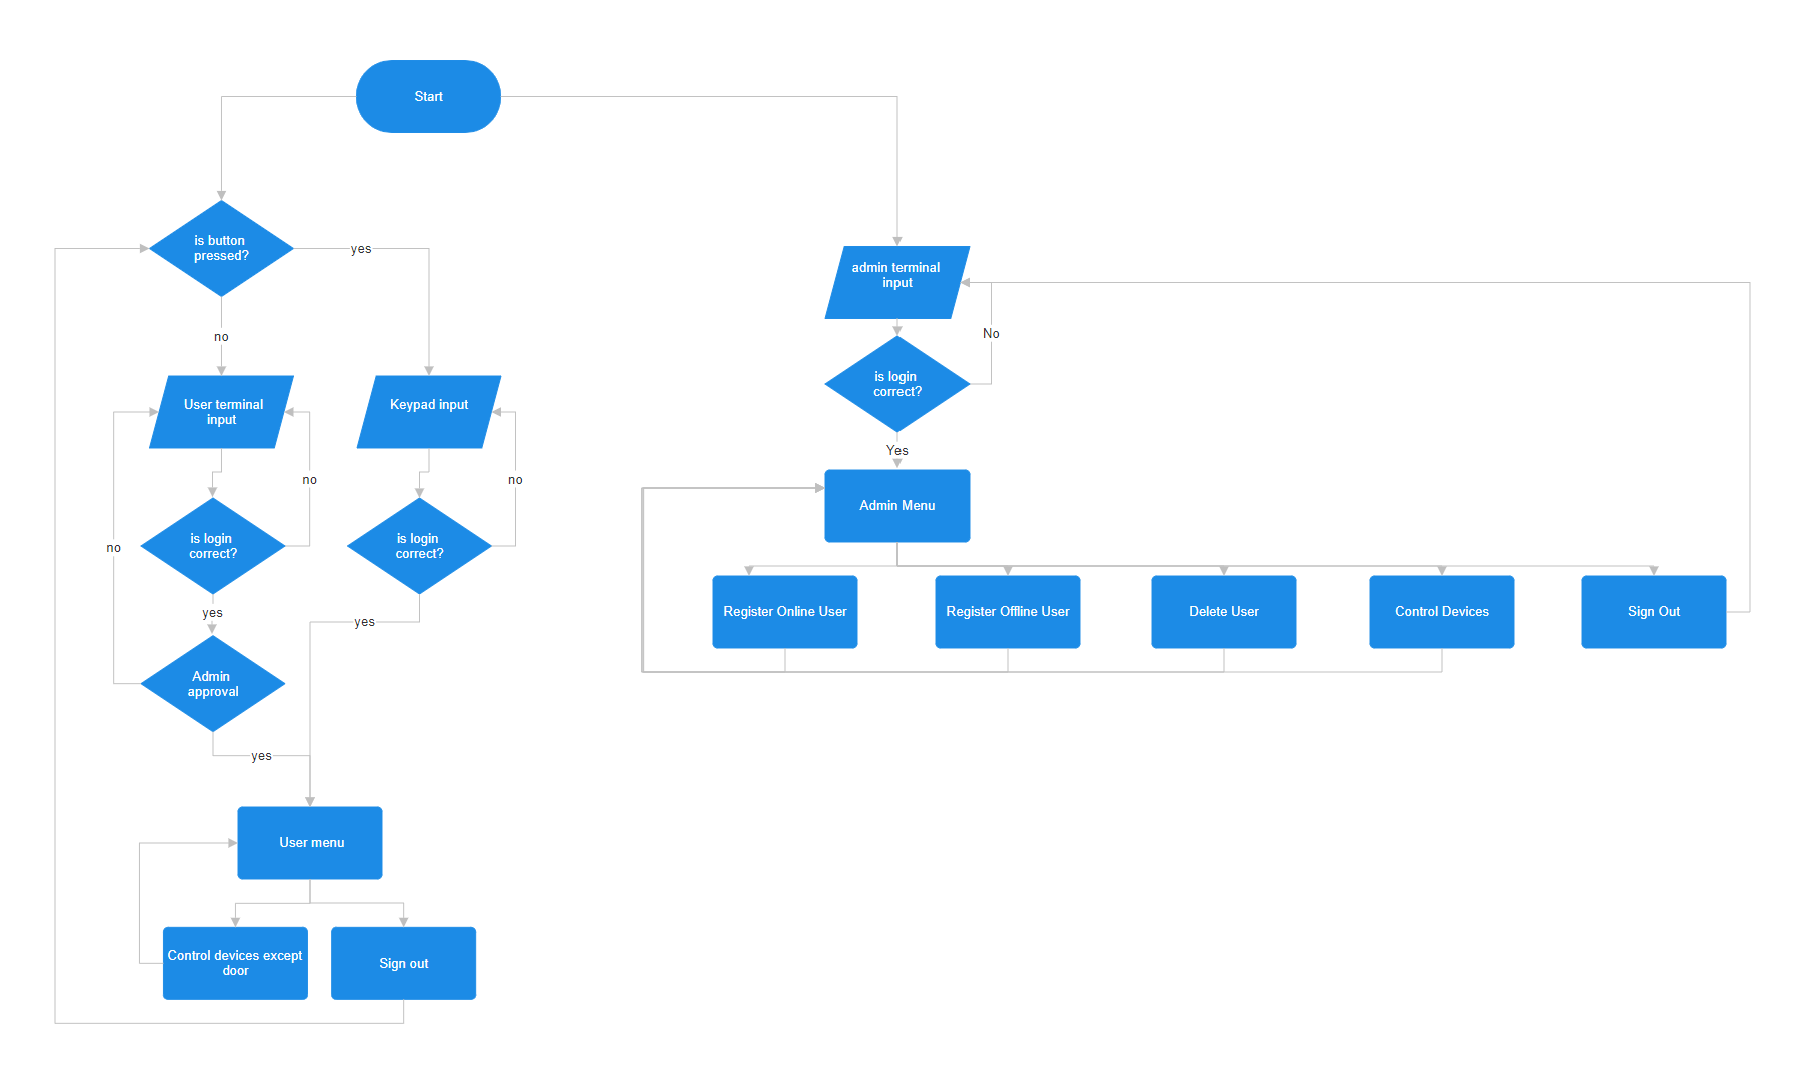 Start
is button
pressed?
yes
admin terminal
input
no
No
is login
correct?
User terminal
input
Keypad input
Yes
no
no
Admin Menu
no
is login
correct?
is login
correct?
yes
yes
Register Online User
Register Offline User
Delete User
Control Devices
Sign Out
Admin
approval
yes
User menu
Control devices except
door
Sign out